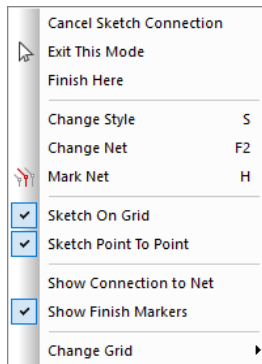 Cancel Sketch Connection
Exit This Mode
Finish Here
Change Style S
Change Net F2
Mark Net H
Sketch On Grid
Sketch Point To Point
Show Connection to Net
Show Finish Markers
Change Grid